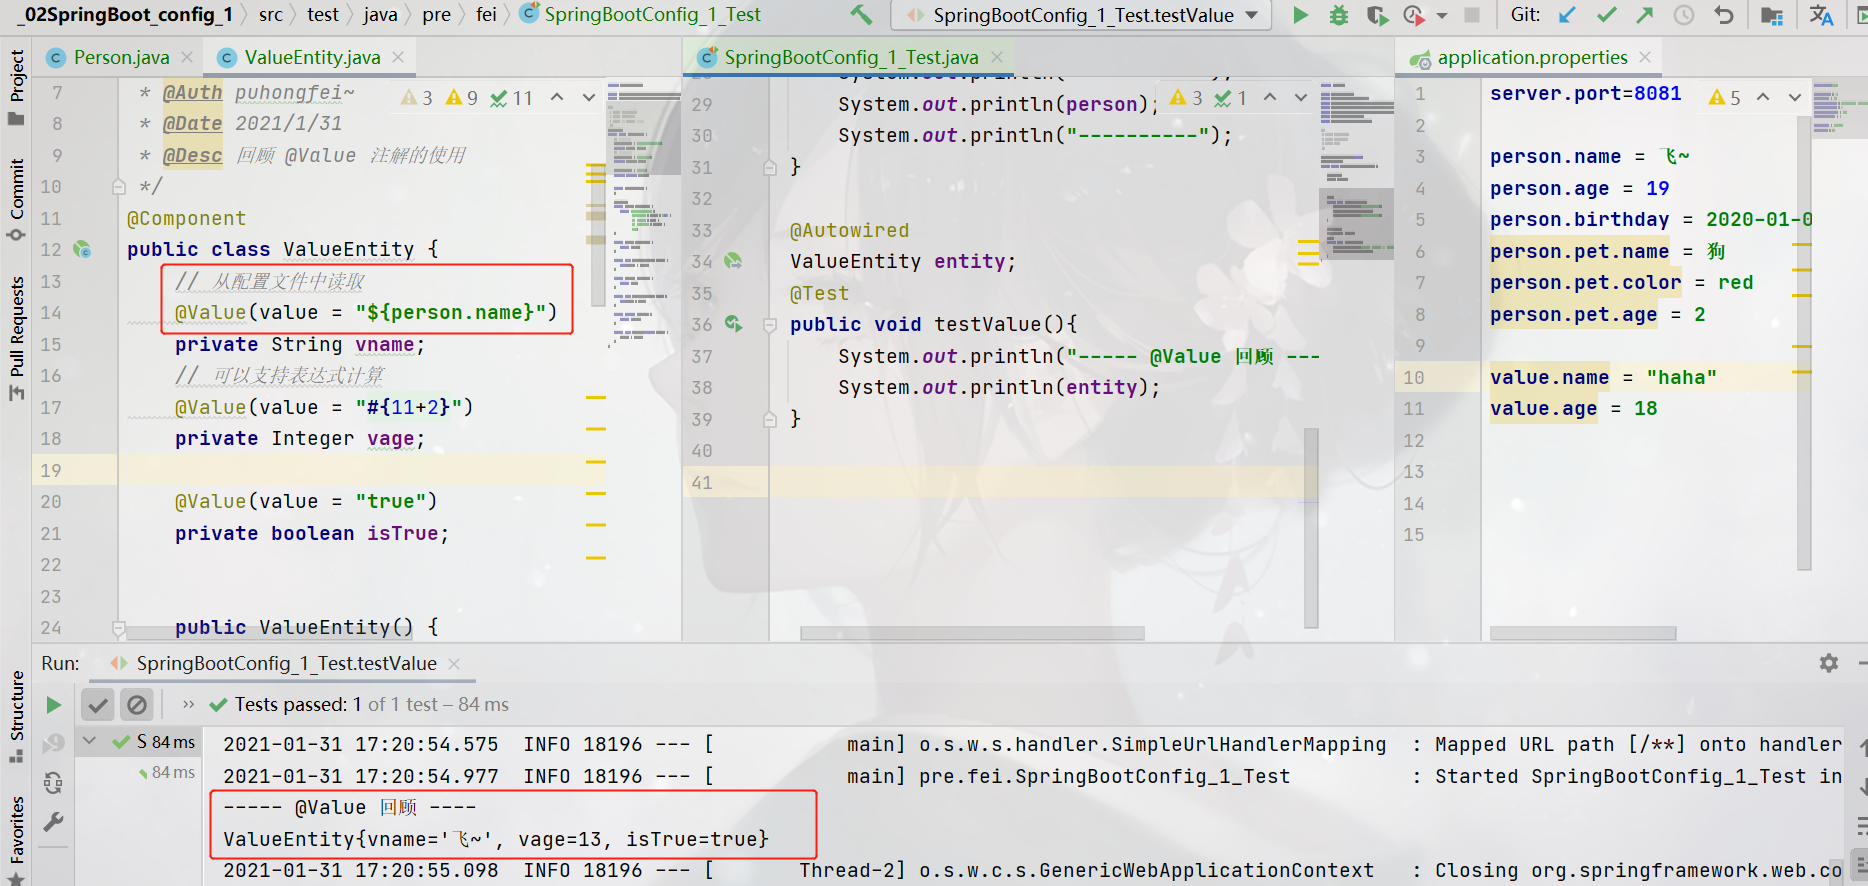 _02SpringBoot_config_1 > src > test > java > pre > fei > SpringBootConfig_1_Test
SpringBootConfig_1_Test.testValue
Git:
Project
Commit
Pull Requests
Structure
Favorites
Person.java
ValueEntity.java
3 9 11
7 * @Auth puhongfei~
8 * @Date 2021/1/31
9 * @Desc 回顾 @Value 注解的使用
10 */
11 @Component
12 public class ValueEntity {
13 // 从配置文件中读取
14 @Value(value = "${person.name}")
15 private String vname;
16 // 可以支持表达式计算
17 @Value(value = "#{11+2}")
18 private Integer vage;
19
20 @Value(value = "true")
21 private boolean isTrue;
22
23
24 public ValueEntity() {
SpringBootConfig_1_Test.java
3 1
29 System.out.println(person);
30 System.out.println("----------");
31 }
32
33 @Autowired
34 ValueEntity entity;
35 @Test
36 public void testValue(){
37 System.out.println("----- @Value 回顾 ---
38 System.out.println(entity);
39 }
40
41
application.properties
5
1 server.port=8081
2
3 person.name = 飞~
4 person.age = 19
5 person.birthday = 2020-01-0
6 person.pet.name = 狗
7 person.pet.color = red
8 person.pet.age = 2
9
10 value.name = "haha"
11 value.age = 18
12
13
14
15
Run: SpringBootConfig_1_Test.testValue
Tests passed: 1 of 1 test – 84 ms
S 84 ms
84 ms
2021-01-31 17:20:54.575 INFO 18196 --- [ main] o.s.w.s.handler.SimpleUrlHandlerMapping : Mapped URL path [/**] onto handler
2021-01-31 17:20:54.977 INFO 18196 --- [ main] pre.fei.SpringBootConfig_1_Test : Started SpringBootConfig_1_Test in
----- @Value 回顾 ----
ValueEntity{vname='飞~', vage=13, isTrue=true}
2021-01-31 17:20:55.098 INFO 18196 --- [ Thread-2] o.s.w.c.s.GenericWebApplicationContext : Closing org.springframework.web.co